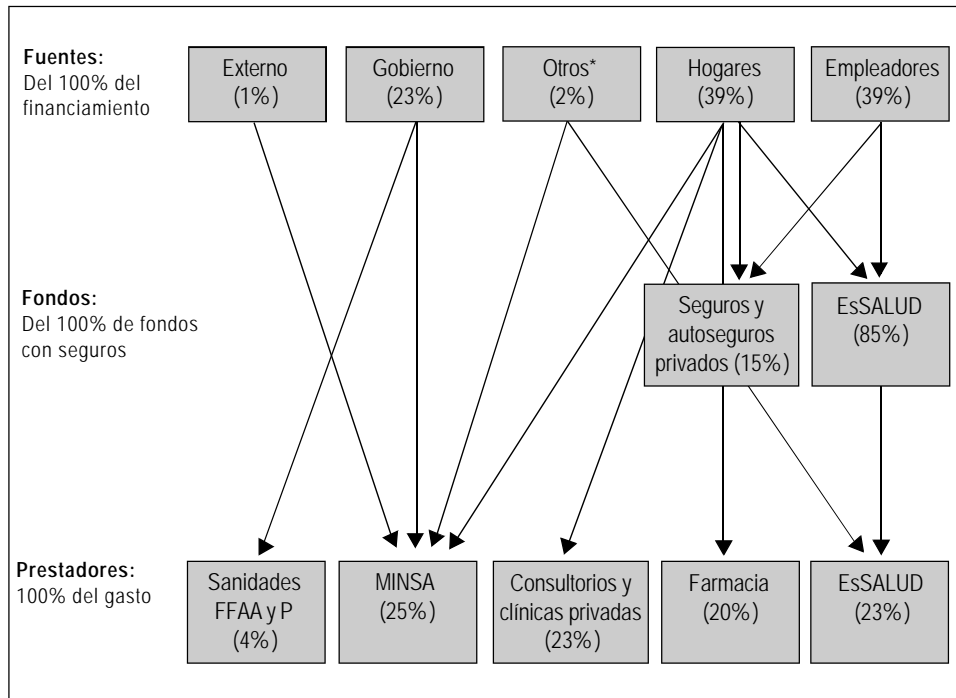 Fuentes:
Del 100% del
financiamiento
Externo
(1%)
Gobierno
(23%)
Otros*
(2%)
Hogares
(39%)
Empleadores
(39%)
Fondos:
Del 100% de fondos
con seguros
Seguros y
autoseguros
privados (15%)
EsSALUD
(85%)
Prestadores:
100% del gasto
Sanidades
FFAA y P
(4%)
MINSA
(25%)
Consultorios y
clínicas privadas
(23%)
Farmacia
(20%)
EsSALUD
(23%)